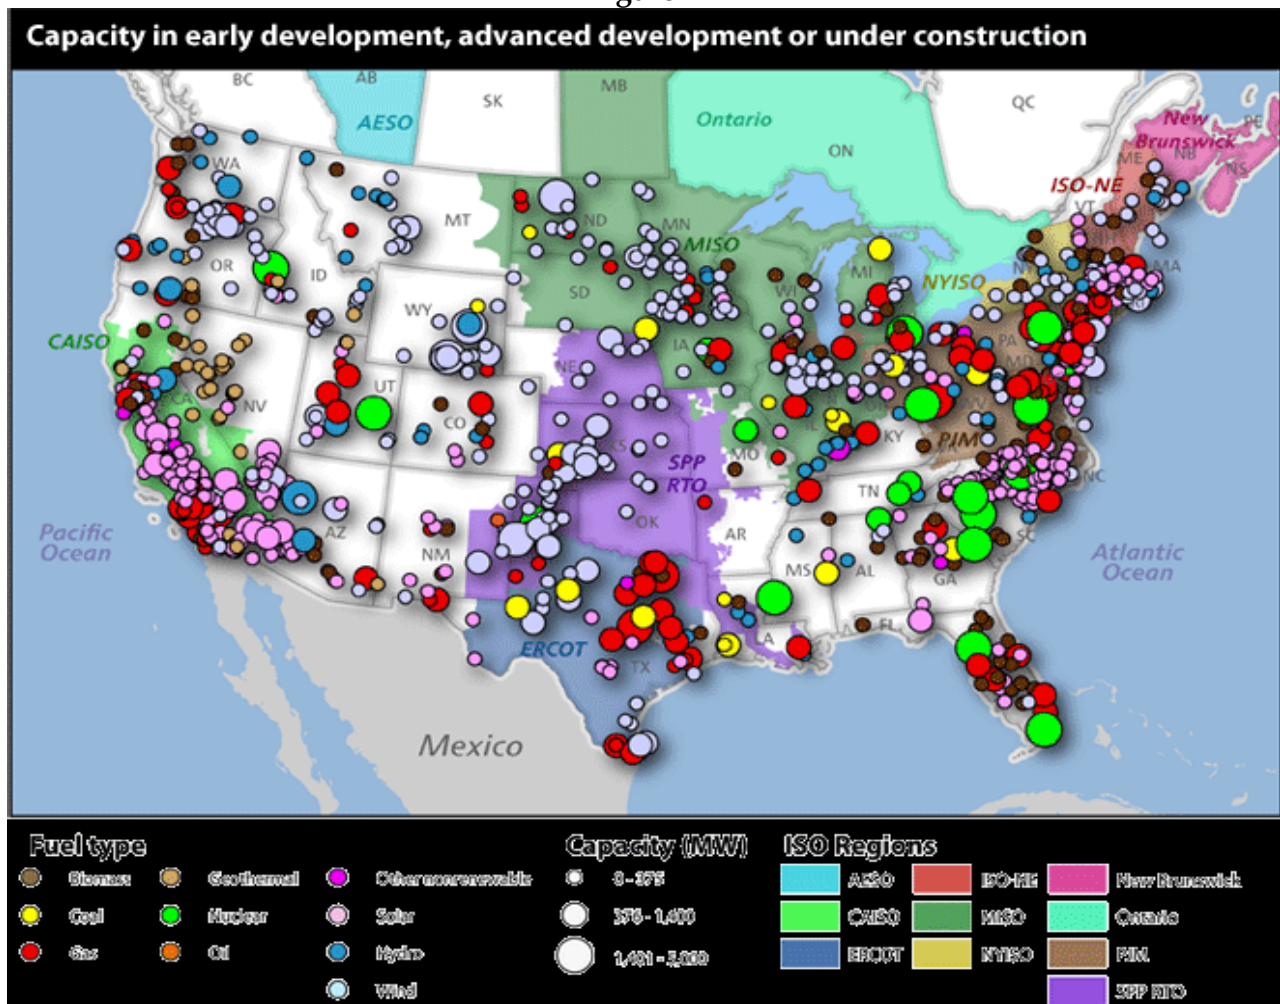 Capacity in early development, advanced development or under construction
BC
AB
SK
MB
QC
AESO
Ontario
ON
New
Brunswick
PE
NB
NS
ME
ISO-NE
VT
WA
MT
ND
MN
MISO
OR
ID
SD
WI
MI
NYISO
MA
WY
CAISO
IA
NE
PA
MD
NV
CA
UT
CO
KS
MO
IL
KY
PJM
SPP
RTO
NC
TN
OK
AR
AZ
NM
MS
AL
GA
SC
Pacific
Ocean
Atlantic
Ocean
ERCOT
TX
LA
FL
Mexico
Fuel type
Biomass
Geothermal
Other nonrenewable
Coal
Nuclear
Solar
Gas
Oil
Hydro
Wind
Capacity (MW)
0 - 375
376 - 1,400
1,401 - 5,000
ISO Regions
AESO
ISO-NE
New Brunswick
CAISO
MISO
Ontario
ERCOT
NYISO
PJM
SPP RTO